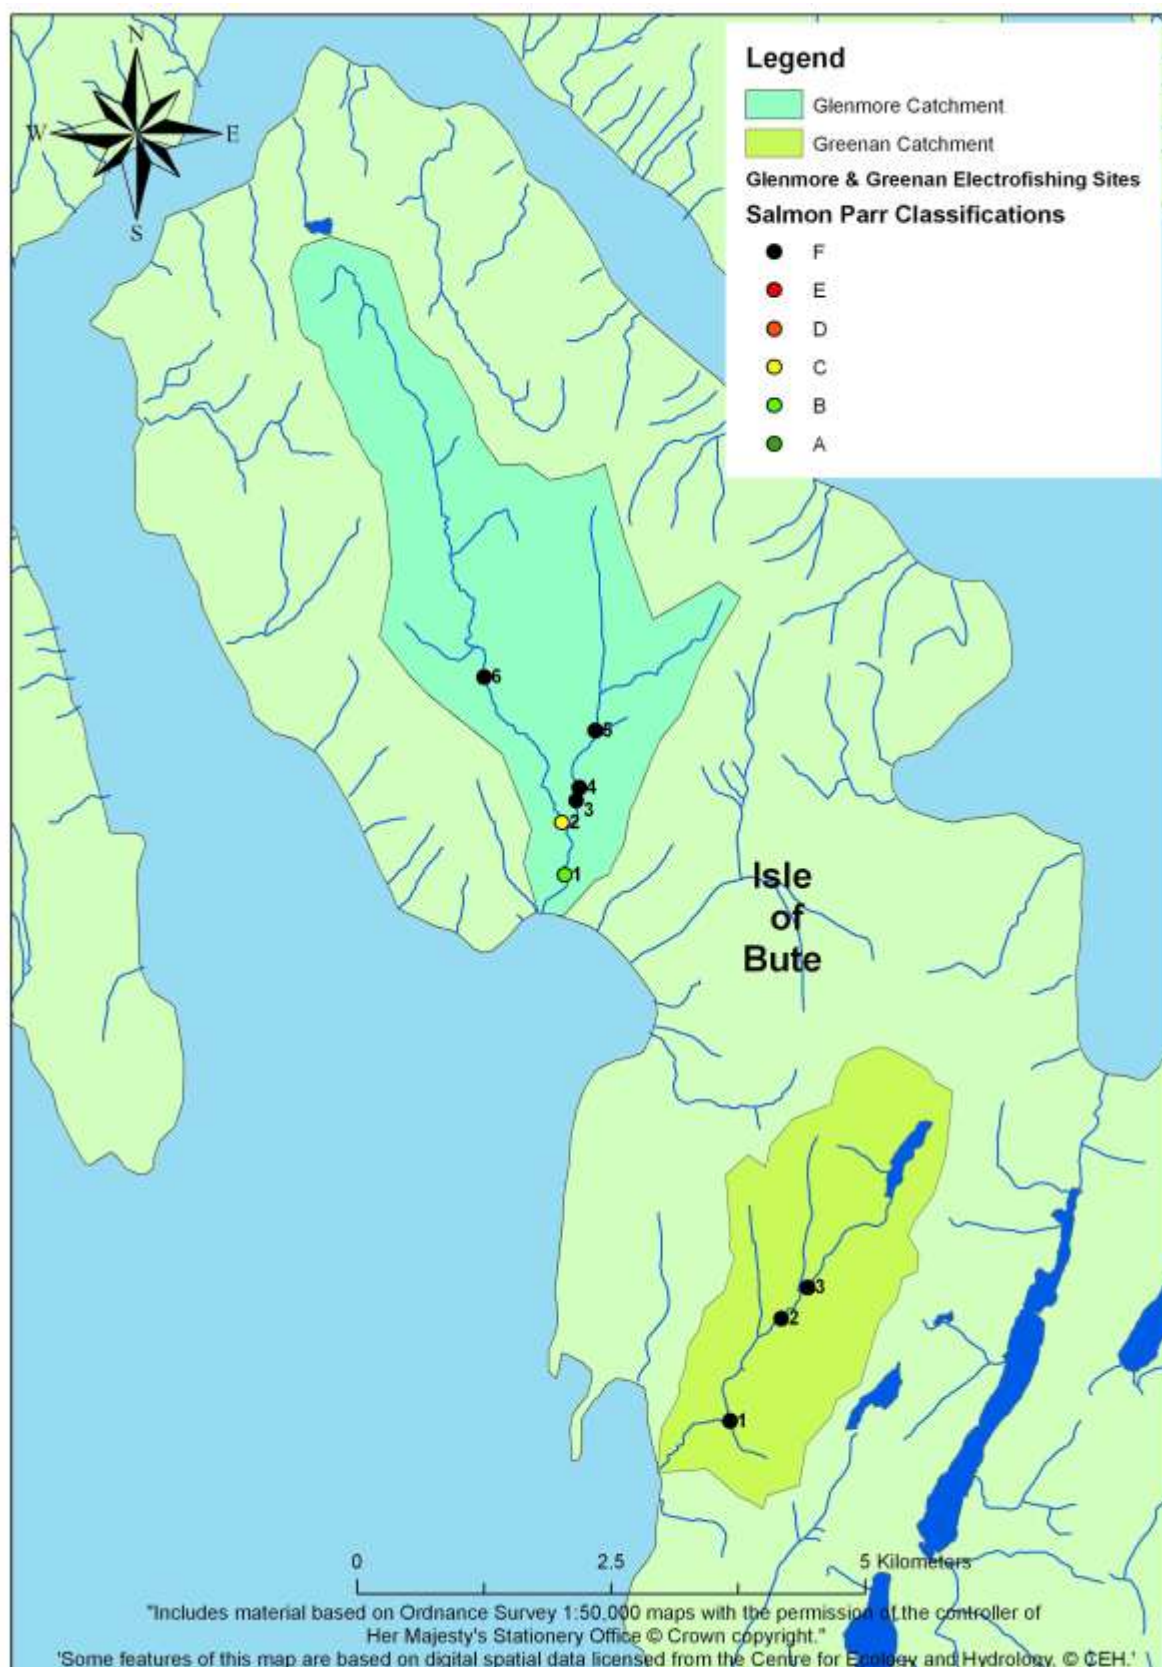 N
W
E
S
Legend
Glenmore Catchment
Greenan Catchment
Glenmore & Greenan Electrofishing Sites
Salmon Parr Classifications
F
E
D
C
B
A
6
5
4
3
2
1
Isle
of
Bute
3
2
1
0 2.5 5 Kilometers
"Includes material based on Ordnance Survey 1:50,000 maps with the permission of the controller of
Her Majesty's Stationery Office © Crown copyright."
'Some features of this map are based on digital spatial data licensed from the Centre for Ecology and Hydrology, © CEH.'